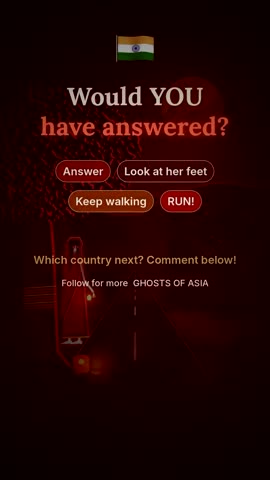 Would YOU
have answered?
Answer
Look at her feet
Keep walking
RUN!
Which country next? Comment below!
Follow for more GHOSTS OF ASIA